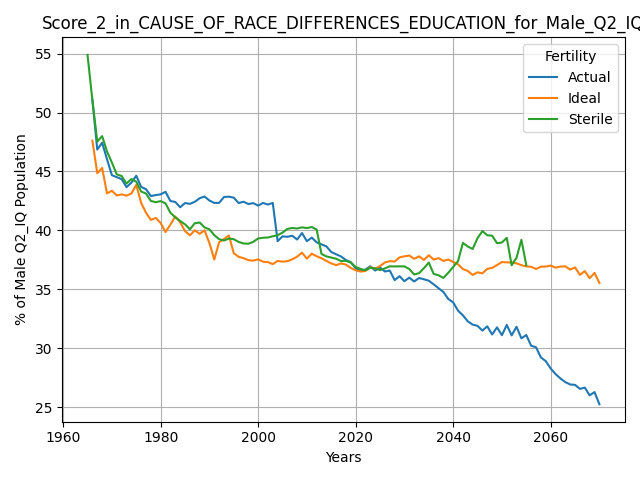 Score_2_in_CAUSE_OF_RACE_DIFFERENCES_EDUCATION_for_Male_Q2_IQ
Fertility
Actual
Ideal
Sterile
% of Male Q2_IQ Population
55
50
45
40
35
30
25
1960 1980 2000 2020 2040 2060
Years